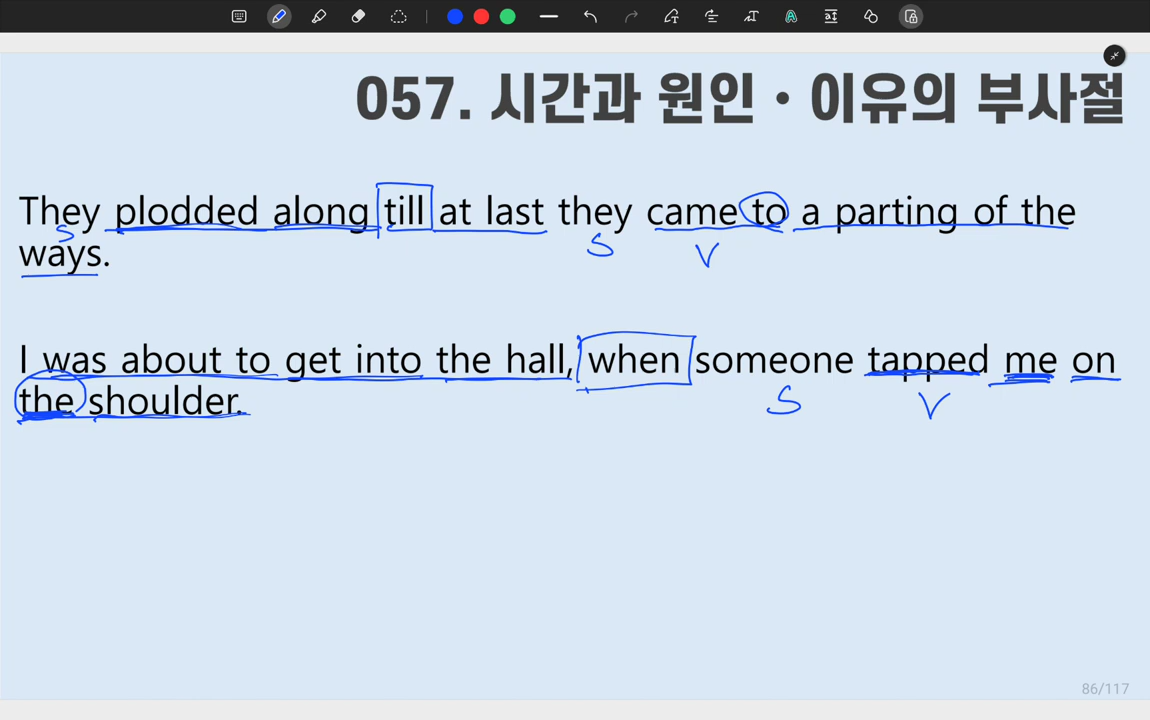 057. 시간과 원인·이유의 부사절
They plodded along till at last they came to a parting of the
S S V
ways.
I was about to get into the hall, when someone tapped me on
the shoulder.
S V
86/117